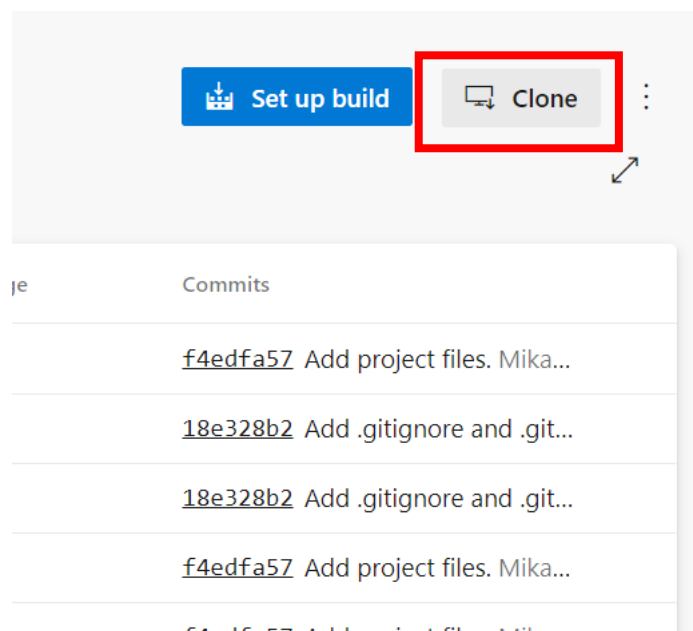 Set up build Clone
ge Commits
f4edfa57 Add project files. Mika...
18e328b2 Add .gitignore and .git...
18e328b2 Add .gitignore and .git...
f4edfa57 Add project files. Mika...